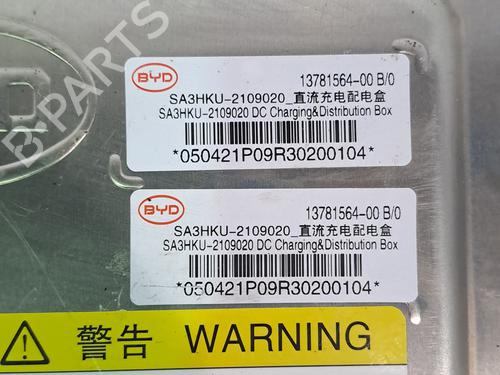 BYD
13781564-00 B/0
SA3HKU-2109020_直流充电配电盒
SA3HKU-2109020 DC Charging&Distribution Box
*050421P09R30200104*
BYD
13781564-00 B/0
SA3HKU-2109020_直流充电配电盒
SA3HKU-2109020 DC Charging&Distribution Box
*050421P09R30200104*
警告 WARNING